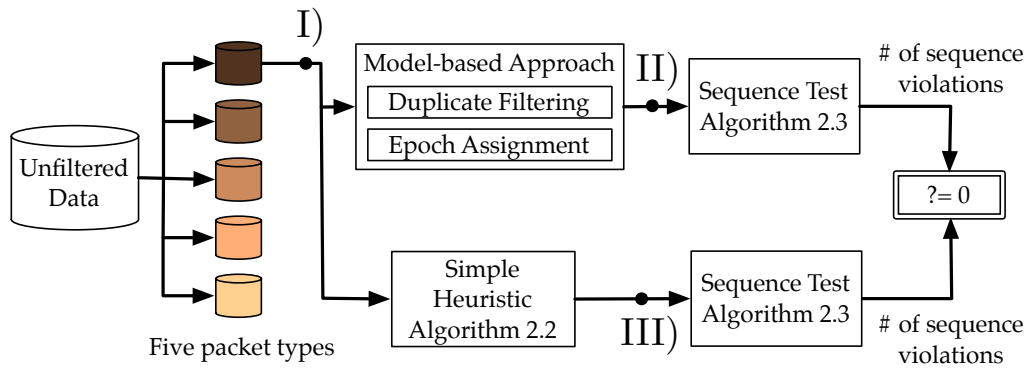 I)
Model-based Approach
Duplicate Filtering
Epoch Assignment
II)
Sequence Test
Algorithm 2.3
# of sequence
violations
Unfiltered
Data
?= 0
Simple
Heuristic
Algorithm 2.2
III)
Sequence Test
Algorithm 2.3
# of sequence
violations
Five packet types